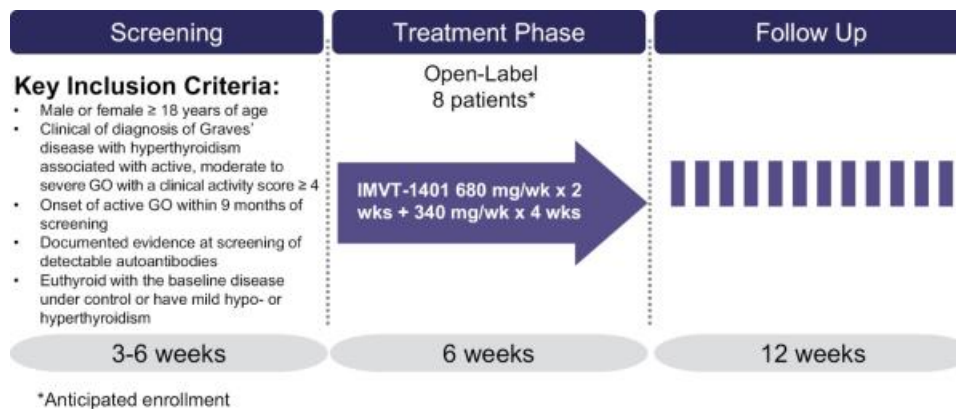 Screening
Treatment Phase
Follow Up
Key Inclusion Criteria:
• Male or female ≥ 18 years of age
• Clinical of diagnosis of Graves'
disease with hyperthyroidism
associated with active, moderate to
severe GO with a clinical activity score ≥ 4
• Onset of active GO within 9 months of
screening
• Documented evidence at screening of
detectable autoantibodies
• Euthyroid with the baseline disease
under control or have mild hypo- or
hyperthyroidism
Open-Label
8 patients*
IMVT-1401 680 mg/wk x 2
wks + 340 mg/wk x 4 wks
3-6 weeks
6 weeks
12 weeks
*Anticipated enrollment